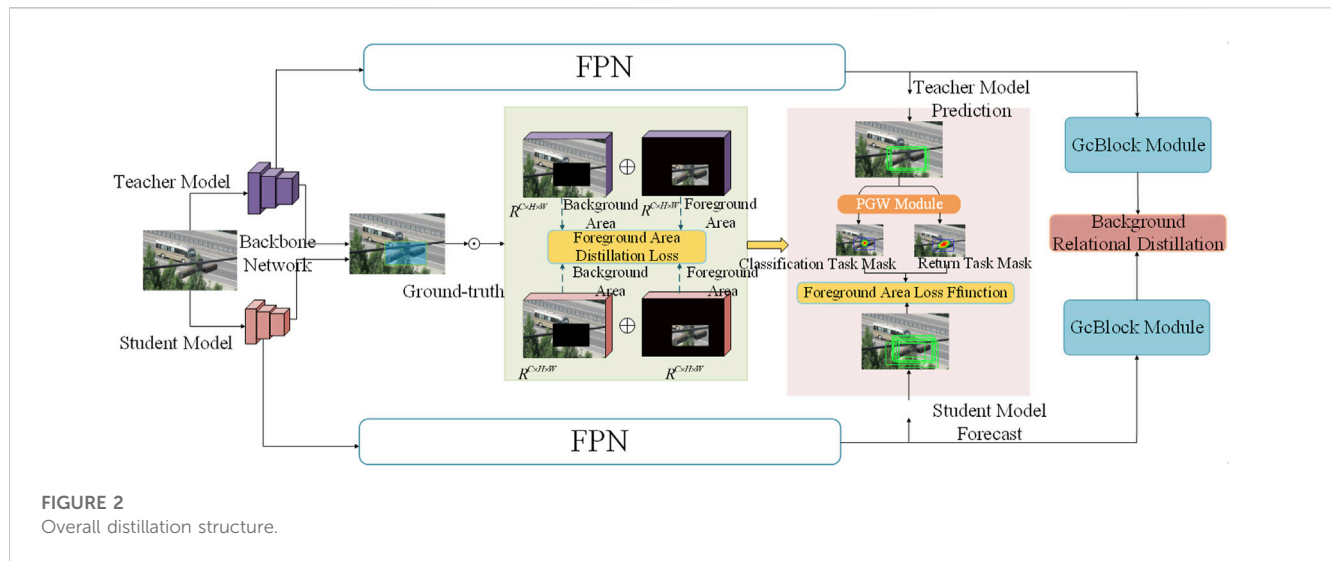 FPN
Teacher Model
Prediction
GcBlock Module
Teacher Model
R^{C×H×W}
Background
Area
R^{C×H×W}
Foreground
Area
PGW Module
Backbone
Network
Foreground Area
Distillation Loss
Classification Task Mask
Return Task Mask
Background
Relational Distillation
Ground-truth
Background
Area
Foreground
Area
Foreground Area Loss Ffunction
Student Model
GcBlock Module
R^{C×H×W}
R^{C×H×W}
Student Model
Forecast
FPN
FIGURE 2
Overall distillation structure.